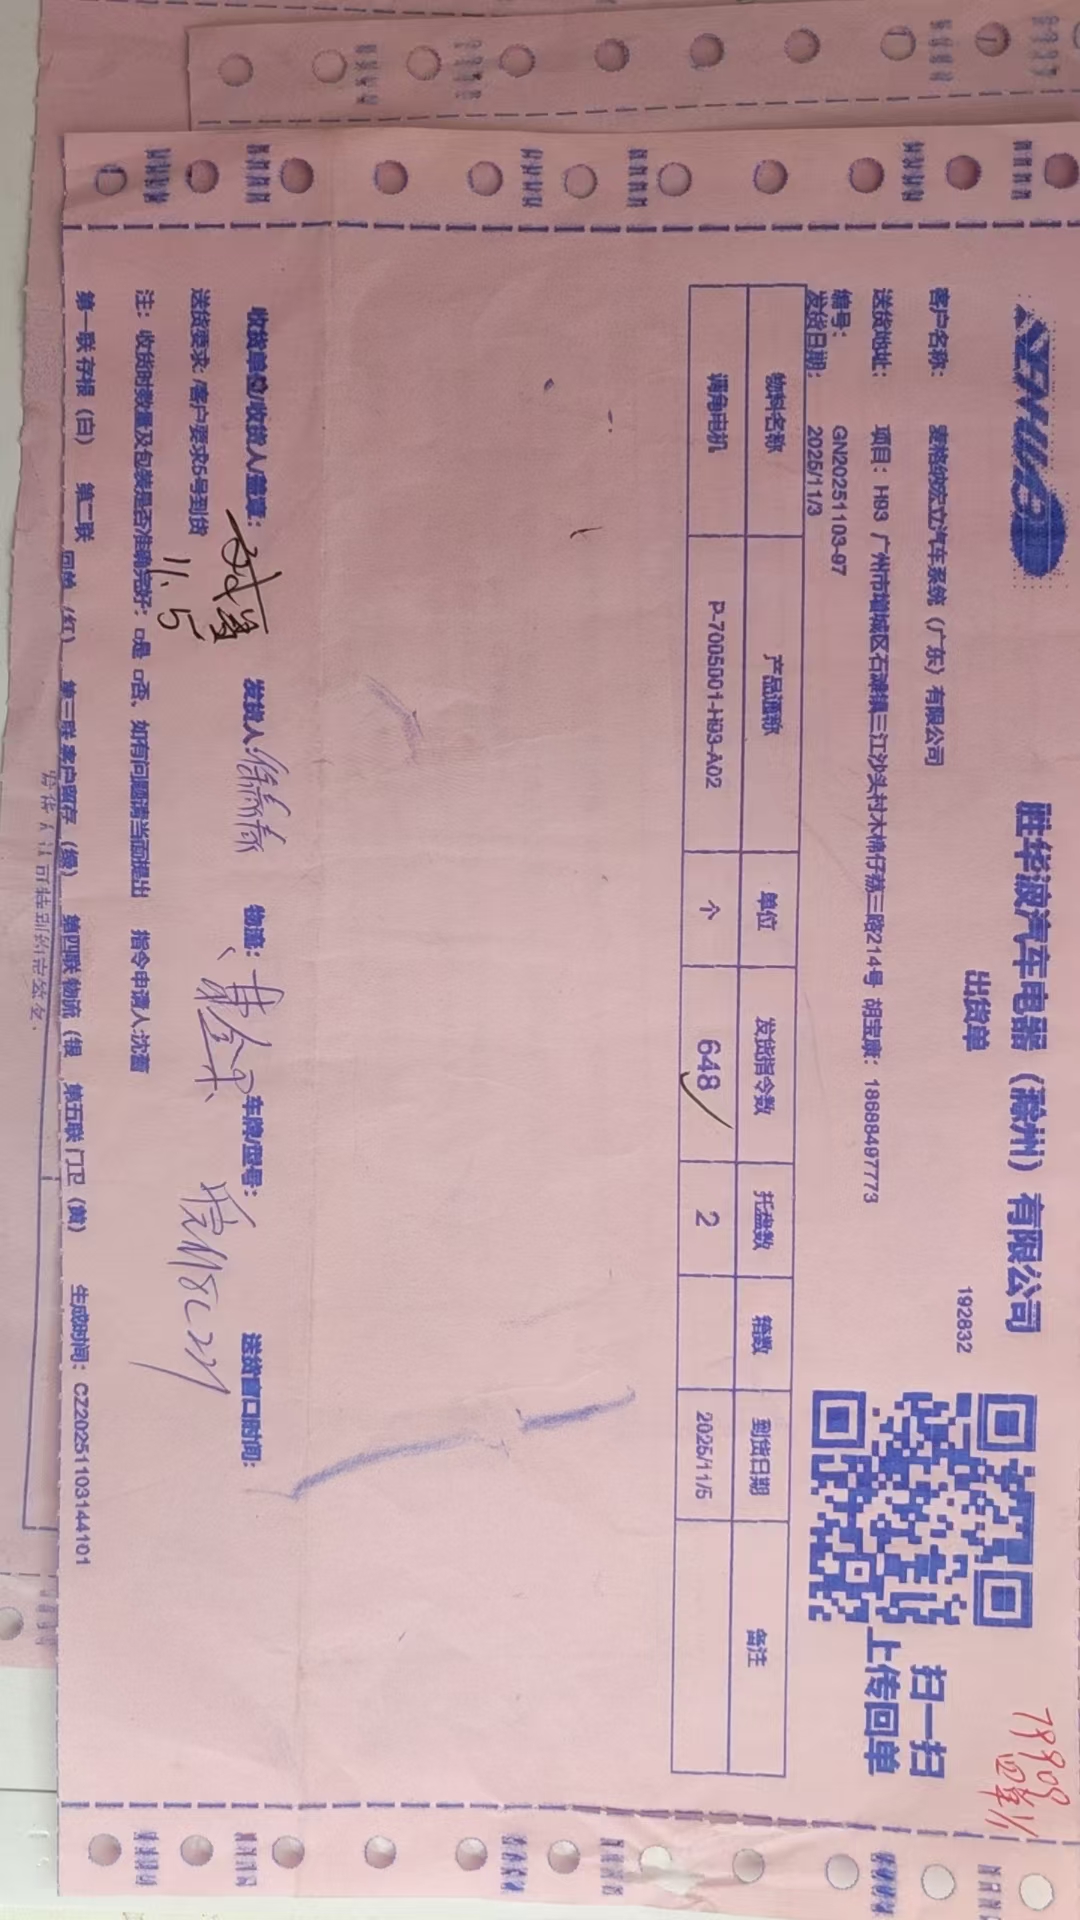 SHB
胜华波汽车电器（滁州）有限公司
出货单
192832
扫一扫
上传回单
客户名称： 麦格纳宏立汽车系统（广东）有限公司
送货地址： 项目：H93 广州市增城区石滩镇三江沙头村木棉仔荔三路214号 胡宝康：18688497773
编号： GN20251103-97
发货日期： 2025/11/3
物料名称 产品通称 单位 发货指令数 托盘数 箱数 到货日期 备注
调角电机 P-7005D01-H93-A02 个 648 2 2025/11/5
收货单位/收货人/盖章： 发货人： 物流： 车牌/型号： 送货窗口时间：
送货要求：/客户要求5号到货
11.5
注：收货时数量及包装是否准确完好：□是 □否、如有问题请当面提出 指令申请人:沈蕾
第一联 存根（白） 第二联 回单（红） 第三联 客户留存（绿） 第四联 物流（银 第五联 门卫（黄） 生成时间：CZ20251103144101